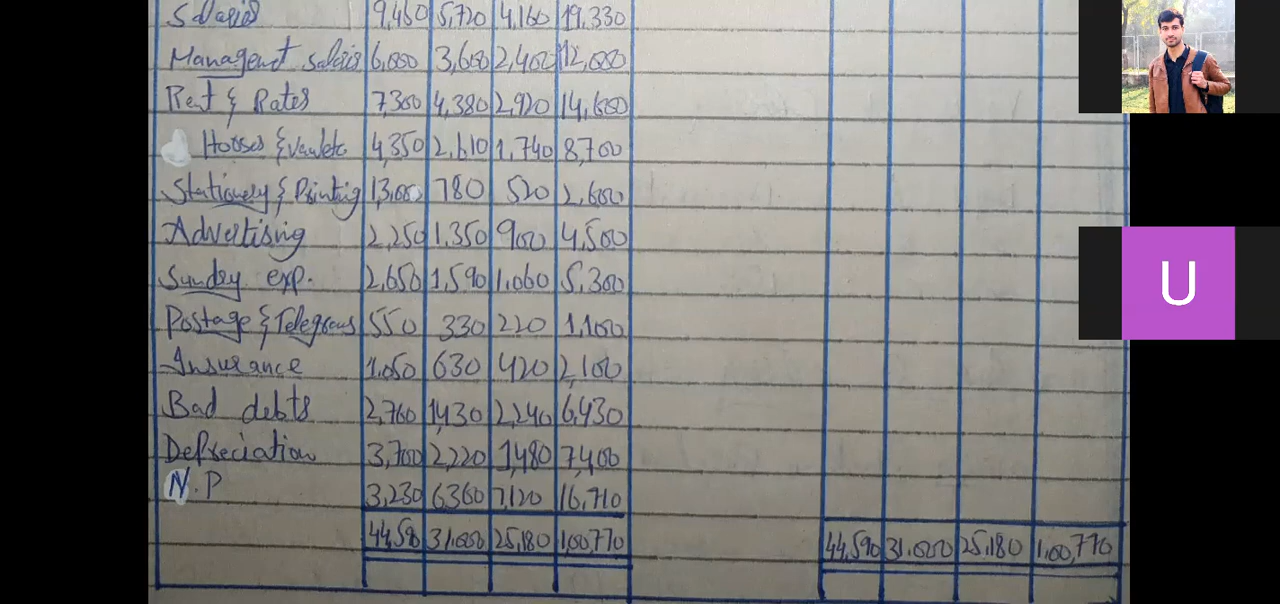 Salaries 9,450 5,720 4,160 19,330
Managemt salaries 6,000 3,600 2,400 12,000
Rent & Rates 7,300 4,380 2,920 14,600
Horses & vanletc 4,350 2,610 1,740 8,700
Stationery & Printing 13,000 780 520 2,600
Advertising 2,250 1,350 900 4,500
Sunday exp. 2,650 1,590 1,060 5,300
Postage & Telegrams 550 330 220 1,100
Insurance 1,050 630 420 2,100
Bad debts 2,760 1,430 2,240 6,430
Depreciation 3,700 2,220 1,480 7,400
N.P 3,230 6,360 7,120 16,710
44,590 31,000 25,180 1,00,770 44,590 31,000 25,180 1,00,770
U